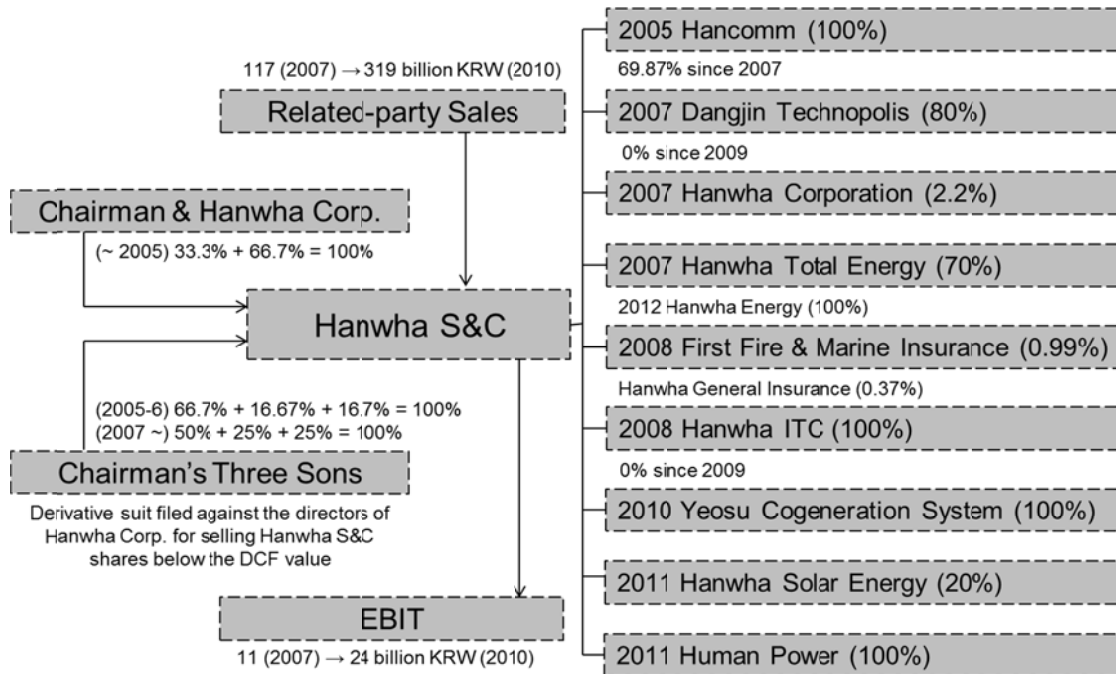 117 (2007) → 319 billion KRW (2010)
Related-party Sales
Chairman & Hanwha Corp.
(~ 2005) 33.3% + 66.7% = 100%
Hanwha S&C
(2005-6) 66.7% + 16.67% + 16.7% = 100%
(2007 ~) 50% + 25% + 25% = 100%
Chairman's Three Sons
Derivative suit filed against the directors of
Hanwha Corp. for selling Hanwha S&C
shares below the DCF value
EBIT
11 (2007) → 24 billion KRW (2010)
2005 Hancomm (100%)
69.87% since 2007
2007 Dangjin Technopolis (80%)
0% since 2009
2007 Hanwha Corporation (2.2%)
2007 Hanwha Total Energy (70%)
2012 Hanwha Energy (100%)
2008 First Fire & Marine Insurance (0.99%)
Hanwha General Insurance (0.37%)
2008 Hanwha ITC (100%)
0% since 2009
2010 Yeosu Cogeneration System (100%)
2011 Hanwha Solar Energy (20%)
2011 Human Power (100%)